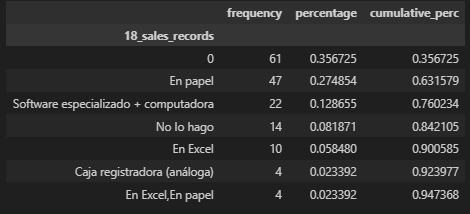 frequency percentage cumulative_perc
18_sales_records
0 61 0.356725 0.356725
En papel 47 0.274854 0.631579
Software especializado + computadora 22 0.128655 0.760234
No lo hago 14 0.081871 0.842105
En Excel 10 0.058480 0.900585
Caja registradora (análoga) 4 0.023392 0.923977
En Excel,En papel 4 0.023392 0.947368